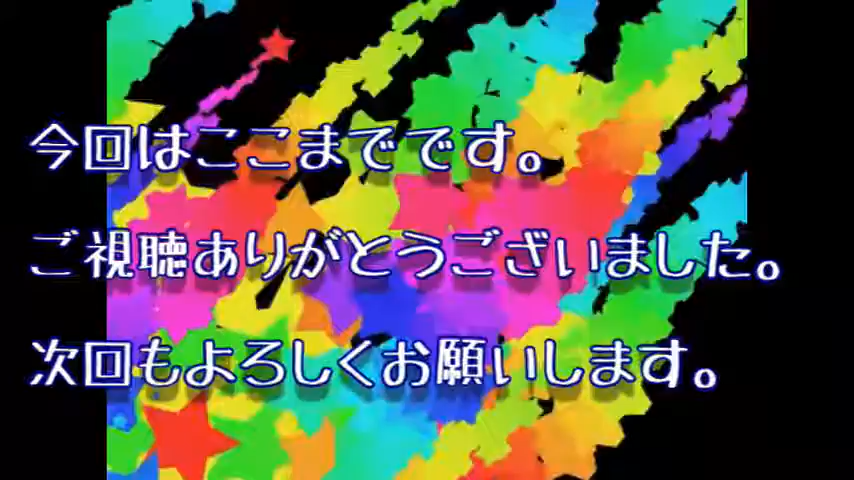 今回はここまでです。
ご視聴ありがとうございました。
次回もよろしくお願いします。